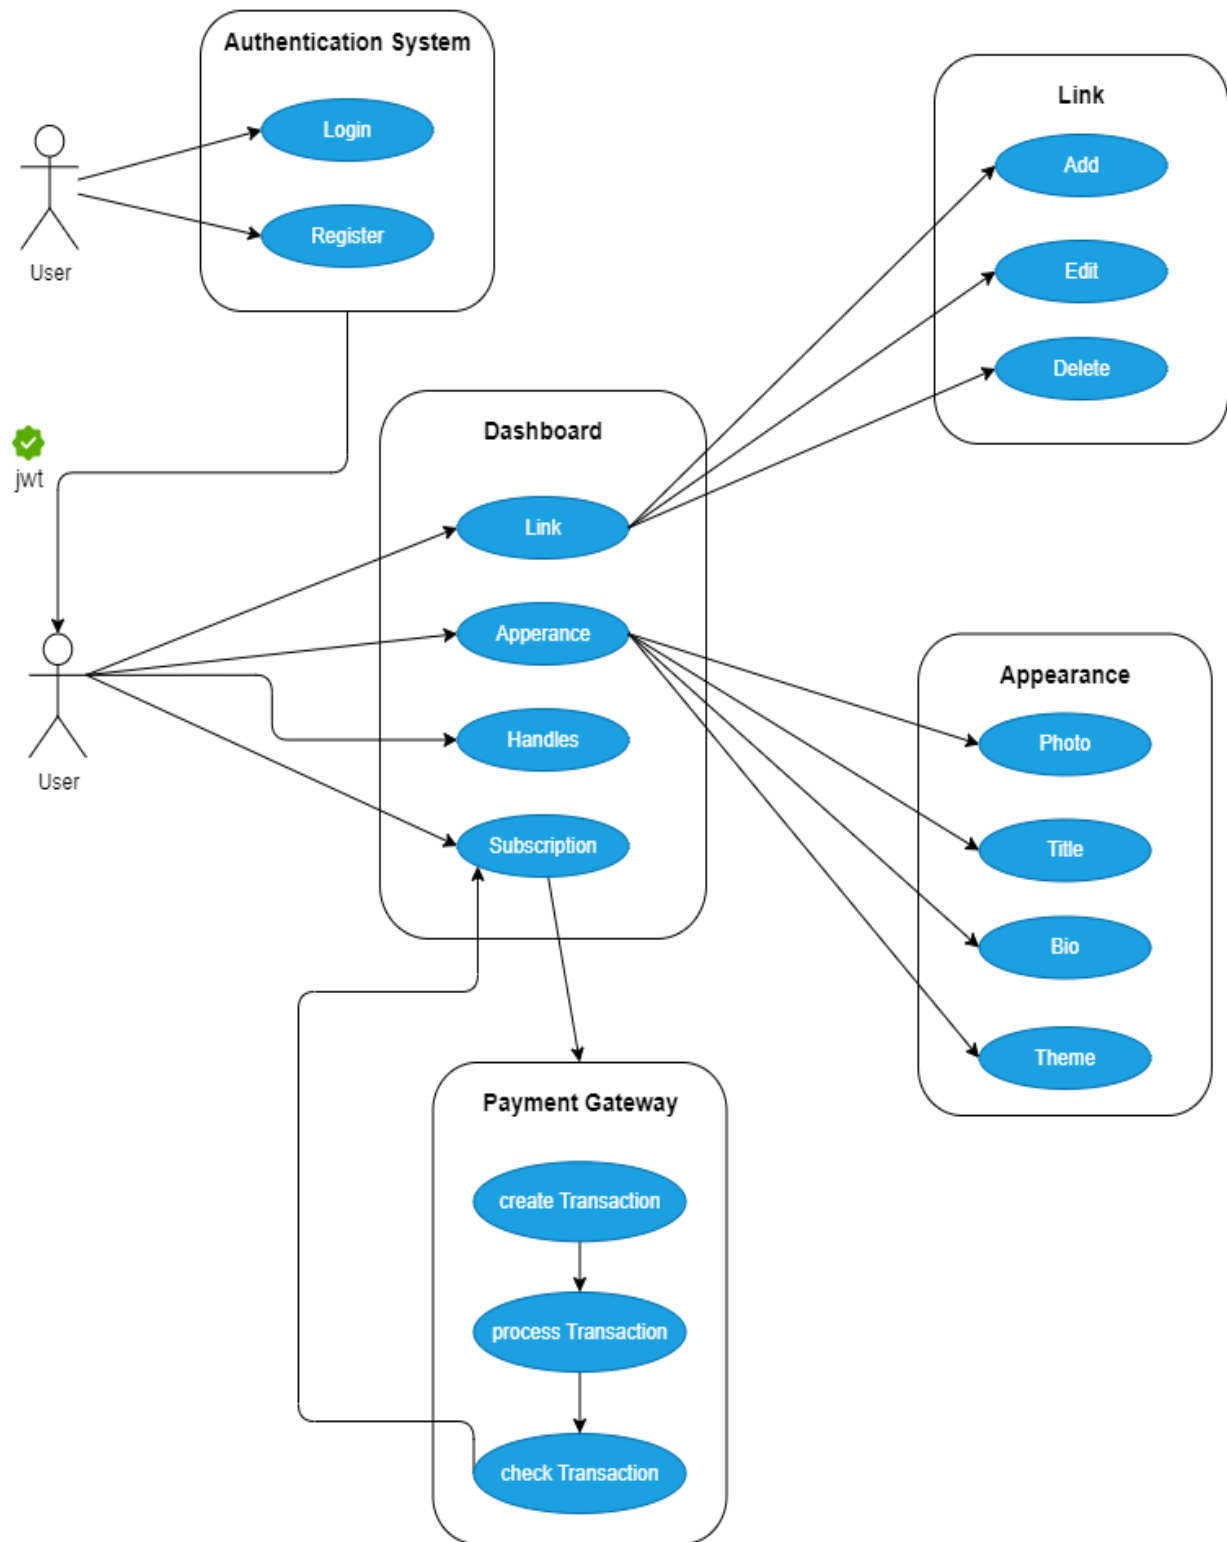 Authentication System
Login
Register
User
Link
Add
Edit
Delete
jwt
Dashboard
Link
Apperance
Handles
Subscription
User
Appearance
Photo
Title
Bio
Theme
Payment Gateway
create Transaction
process Transaction
check Transaction